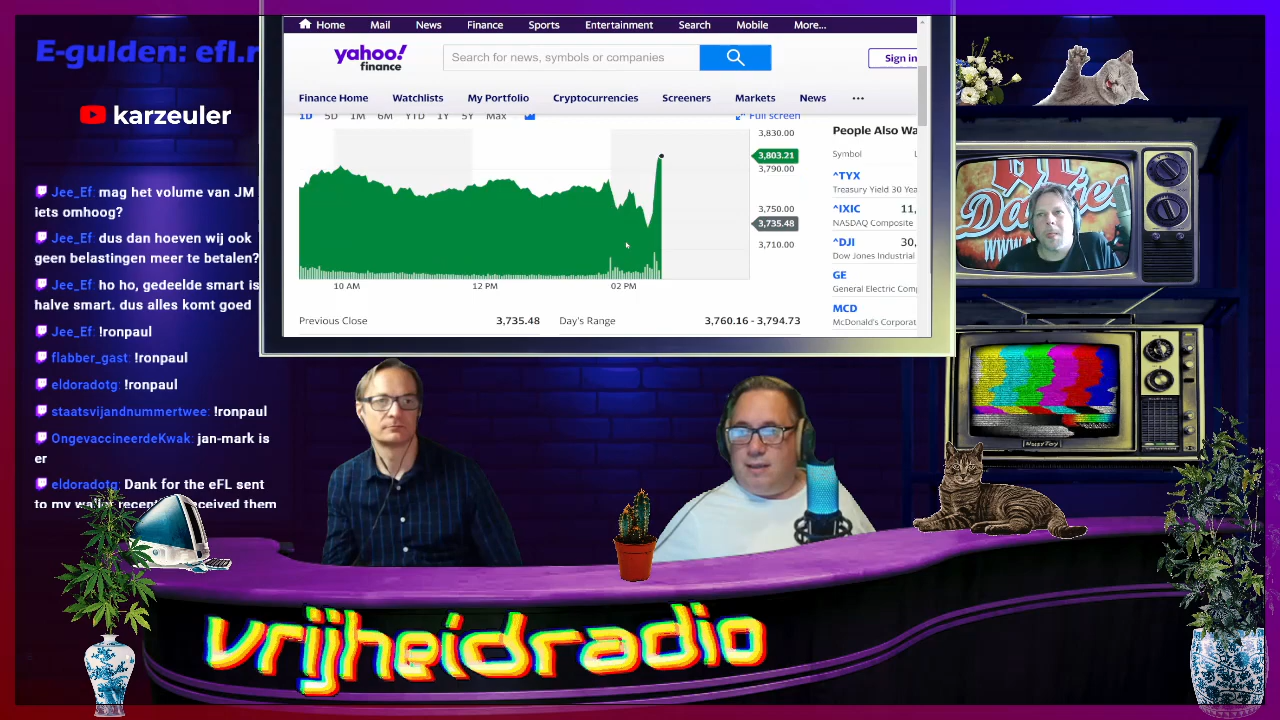 E-gulden: efl.r
karzeuler
Jee_Ef: mag het volume van JM
iets omhoog?
Jee_Ef: dus dan hoeven wij ook
geen belastingen meer te betalen?
Jee_Ef: ho ho, gedeelde smart is
halve smart. dus alles komt goed
Jee_Ef: !ronpaul
flabber_gast: !ronpaul
eldoradotg: !ronpaul
staatsvijandnummertwee: !ronpaul
OngevaccineerdeKwak: jan-mark is
er
eldoradotg: Dank for the eFL sent
to my
Home Mail News Finance Sports Entertainment Search Mobile More...
yahoo!
finance
Search for news, symbols or companies
Sign in
Finance Home Watchlists My Portfolio Cryptocurrencies Screeners Markets News ...
1D 5D 1M 6M YTD 1Y 5Y Max Full screen
3,830.00
3,803.21
3,790.00
3,750.00
3,735.48
3,710.00
10 AM 12 PM 02 PM
Previous Close 3,735.48 Day's Range 3,760.16 - 3,794.73
People Also Wa
Symbol L
^TYX
Treasury Yield 30 Yea
^IXIC 11,
NASDAQ Composite
^DJI 30,
Dow Jones Industrial
GE
General Electric Comp
MCD
McDonald's Corporat
vrijheidradio